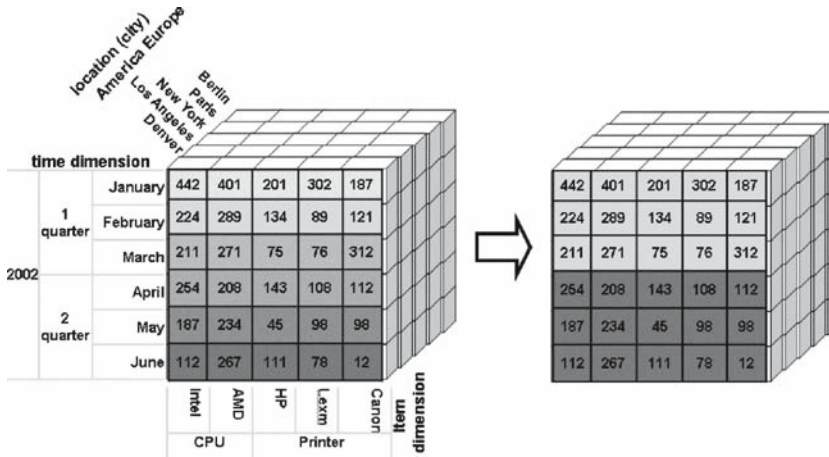 location (city)
America Europe
Berlin
Paris
New York
Los Angeles
Denver
time dimension
January 442 401 201 302 187
February 224 289 134 89 121
1
quarter
March 211 271 75 76 312
2002
April 254 208 143 108 112
2
quarter
May 187 234 45 98 98
June 112 267 111 78 12
Intel AMD HP Lexm Canon
Item
dimension
CPU Printer
442 401 201 302 187
224 289 134 89 121
211 271 75 76 312
254 208 143 108 112
187 234 45 98 98
112 267 111 78 12